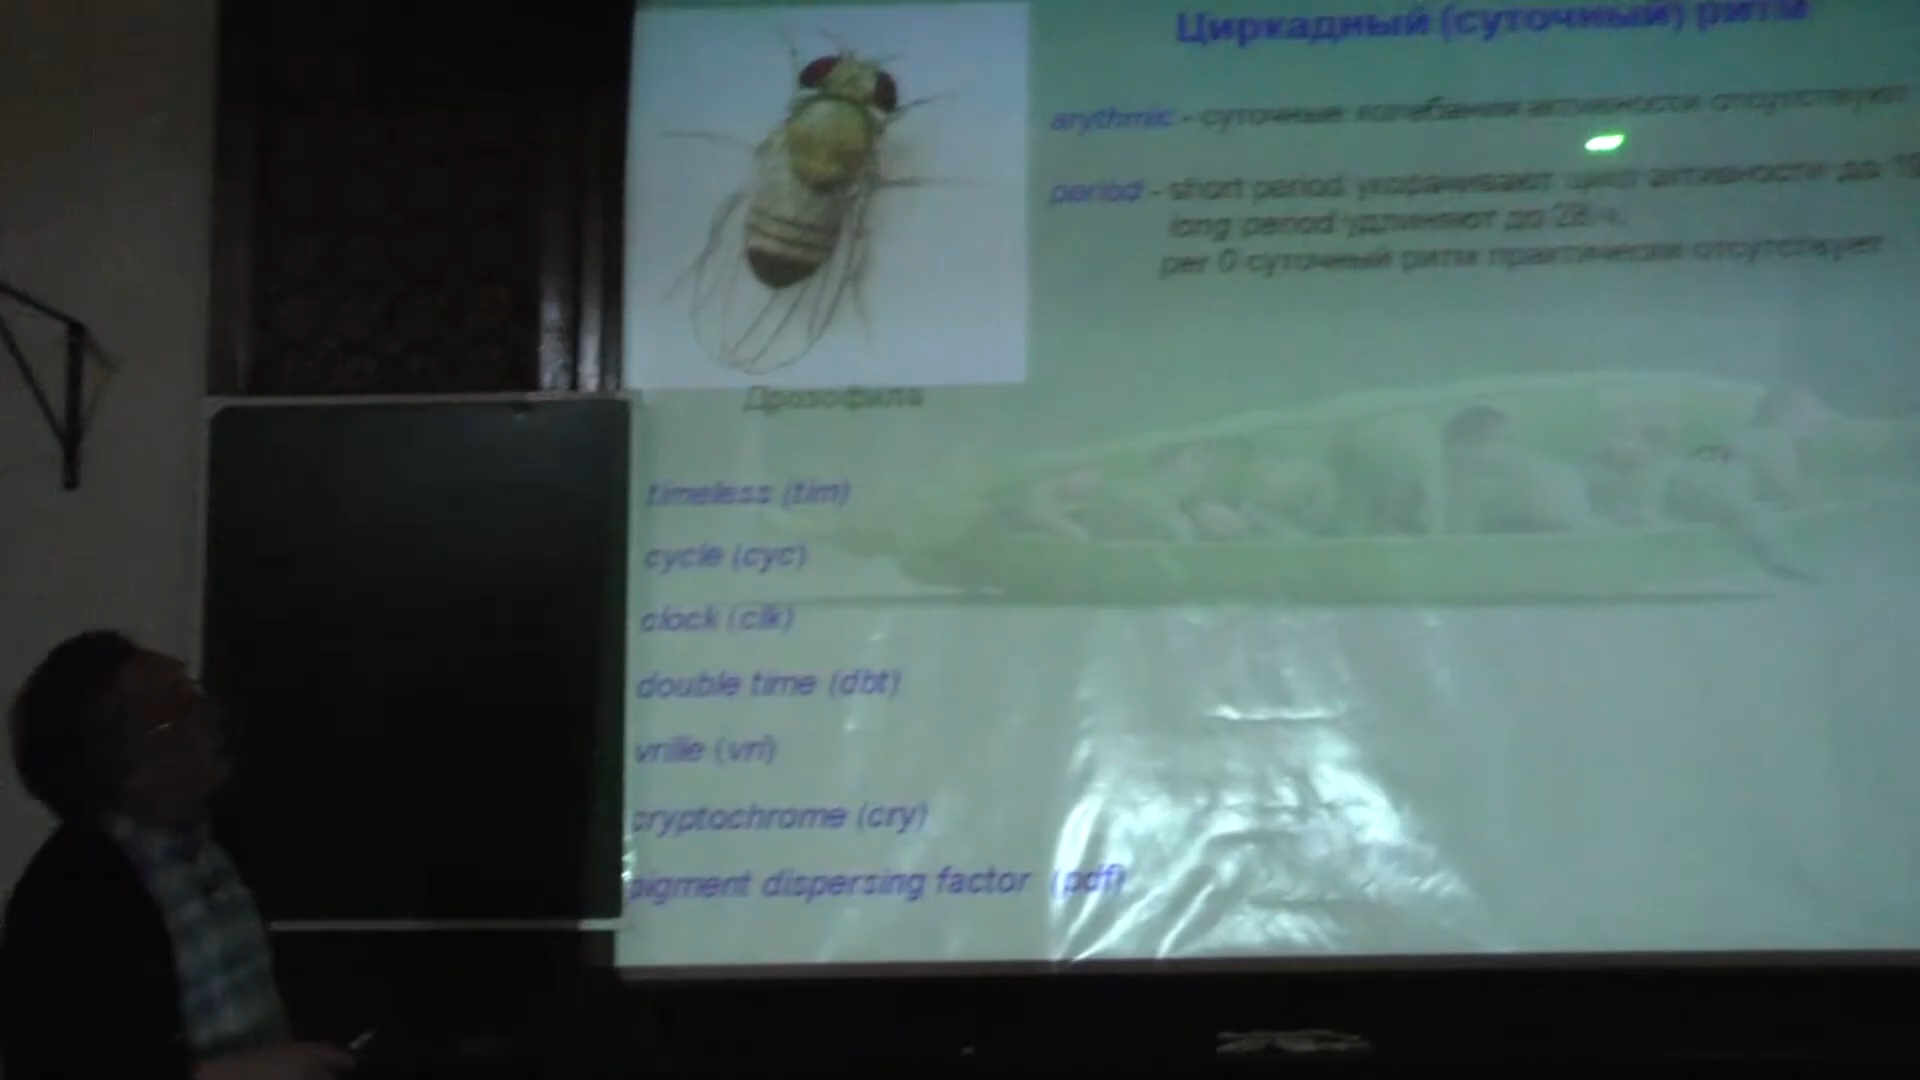 Циркадный (суточный) ритм
arythmic - суточные колебания активности отсутствуют
period - short period укорачивают цикл активности до 19
long period удлиняют до 28 ч.
per 0 суточный ритм практически отсутствует
Дрозофила
timeless (tim)
cycle (cyc)
clock (clk)
double time (dbt)
vrille (vri)
cryptochrome (cry)
pigment dispersing factor (pdf)